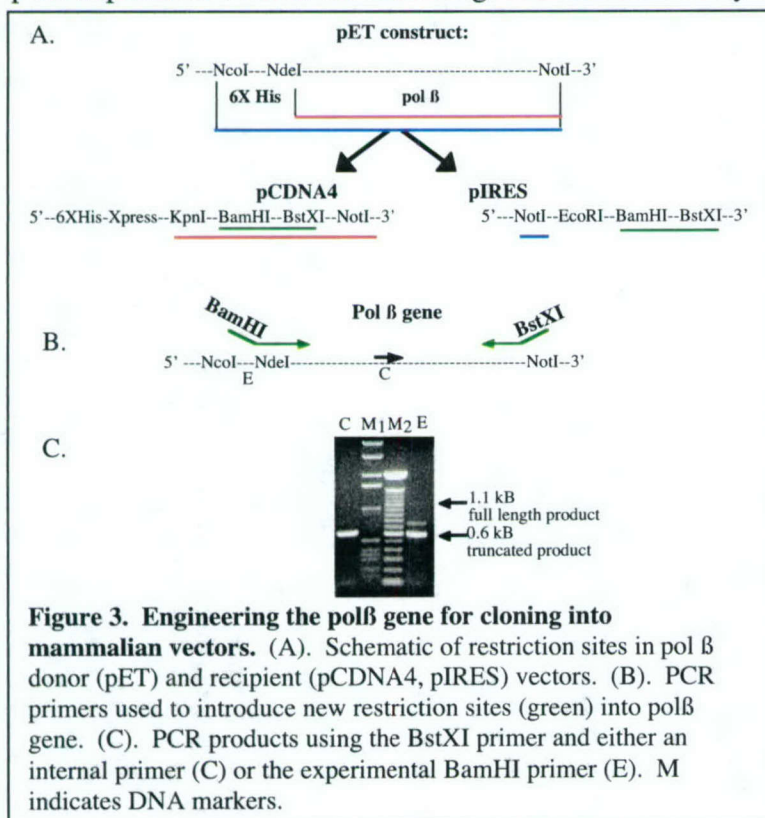 A.
pET construct:
5' ---NcoI---NdeI------------------------------------------NotI--3'
6X His pol ß
pCDNA4 pIRES
5'--6XHis-Xpress--KpnI--BamHI--BstXI--NotI--3' 5'---NotI--EcoRI--BamHI--BstXI---3'
BamHI Pol ß gene BstXI
B.
5' ---NcoI---NdeI------------------------------------------NotI--3'
E C
C M1 M2 E
C.
1.1 kB
full length product
0.6 kB
truncated product
Figure 3. Engineering the polß gene for cloning into
mammalian vectors. (A). Schematic of restriction sites in pol ß
donor (pET) and recipient (pCDNA4, pIRES) vectors. (B). PCR
primers used to introduce new restriction sites (green) into polß
gene. (C). PCR products using the BstXI primer and either an
internal primer (C) or the experimental BamHI primer (E). M
indicates DNA markers.